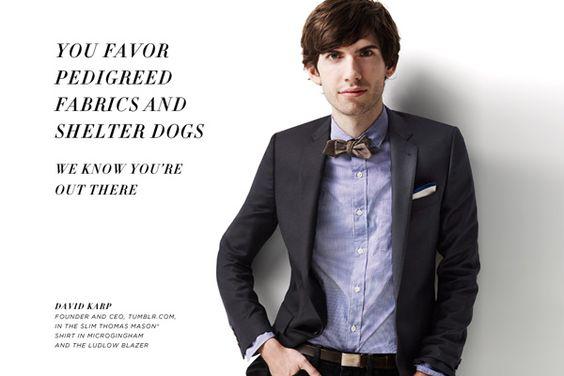 YOU FAVOR
PEDIGREED
FABRICS AND
SHELTER DOGS
WE KNOW YOU'RE
OUT THERE
DAVID KARP
FOUNDER AND CEO, TUMBLR.COM,
IN THE SLIM THOMAS MASON®
SHIRT IN MICROGINGHAM
AND THE LUDLOW BLAZER